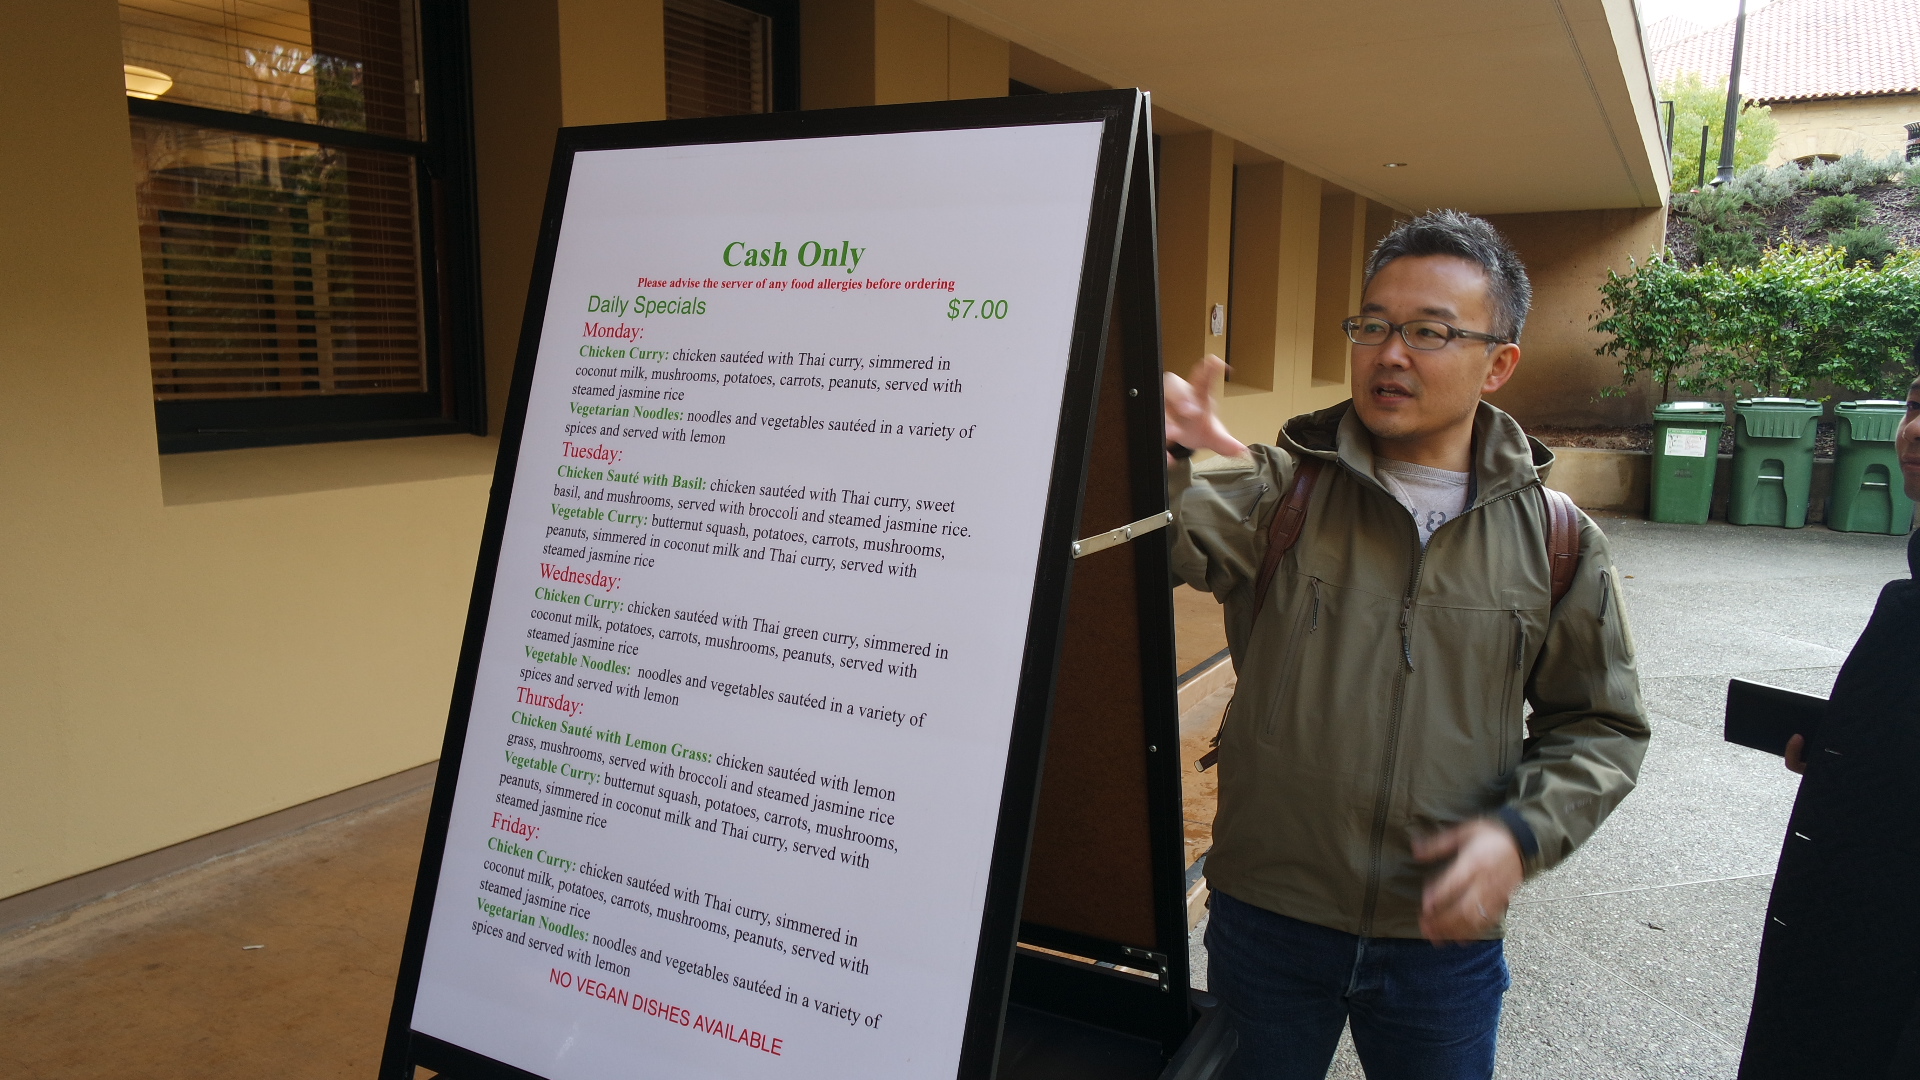 Cash Only
Please advise the server of any food allergies before ordering
Daily Specials $7.00
Monday:
Chicken Curry: chicken sautéed with Thai curry, simmered in
coconut milk, mushrooms, potatoes, carrots, peanuts, served with
steamed jasmine rice
Vegetarian Noodles: noodles and vegetables sautéed in a variety of
spices and served with lemon
Tuesday:
Chicken Sauté with Basil: chicken sautéed with Thai curry, sweet
basil, and mushrooms, served with broccoli and steamed jasmine rice.
Vegetable Curry: butternut squash, potatoes, carrots, mushrooms,
peanuts, simmered in coconut milk and Thai curry, served with
steamed jasmine rice
Wednesday:
Chicken Curry: chicken sautéed with Thai green curry, simmered in
coconut milk, potatoes, carrots, mushrooms, peanuts, served with
steamed jasmine rice
Vegetable Noodles: noodles and vegetables sautéed in a variety of
spices and served with lemon
Thursday:
Chicken Sauté with Lemon Grass: chicken sautéed with lemon
grass, mushrooms, served with broccoli and steamed jasmine rice
Vegetable Curry: butternut squash, potatoes, carrots, mushrooms,
peanuts, simmered in coconut milk and Thai curry, served with
steamed jasmine rice
Friday:
Chicken Curry: chicken sautéed with Thai curry, simmered in
coconut milk, potatoes, carrots, mushrooms, peanuts, served with
steamed jasmine rice
Vegetarian Noodles: noodles and vegetables sautéed in a variety of
spices and served with lemon
NO VEGAN DISHES AVAILABLE